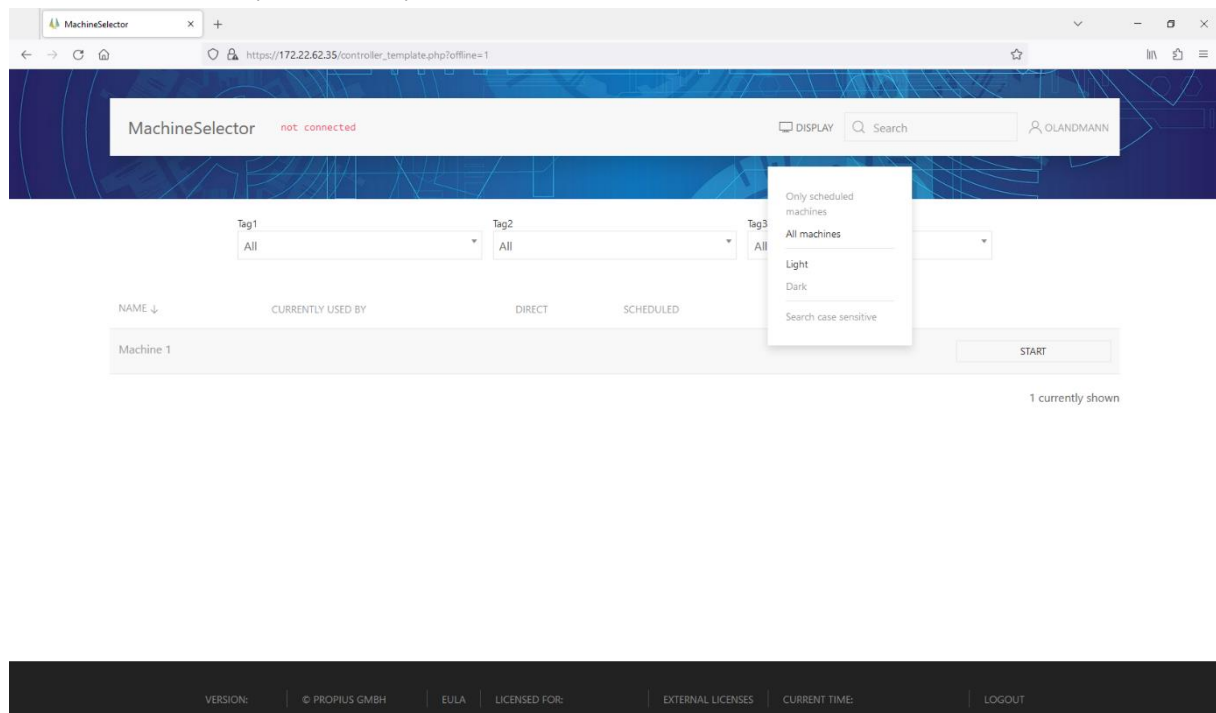 MachineSelector
https://172.22.62.35/controller_template.php?offline=1
MachineSelector not connected DISPLAY Search OLANDMANN
Only scheduled
machines
All machines
Light
Dark
Search case sensitive
Tag1 Tag2 Tag3
All All All
NAME ↓ CURRENTLY USED BY DIRECT SCHEDULED
Machine 1 START
1 currently shown
VERSION: © PROPIUS GMBH EULA LICENSED FOR: EXTERNAL LICENSES CURRENT TIME: LOGOUT